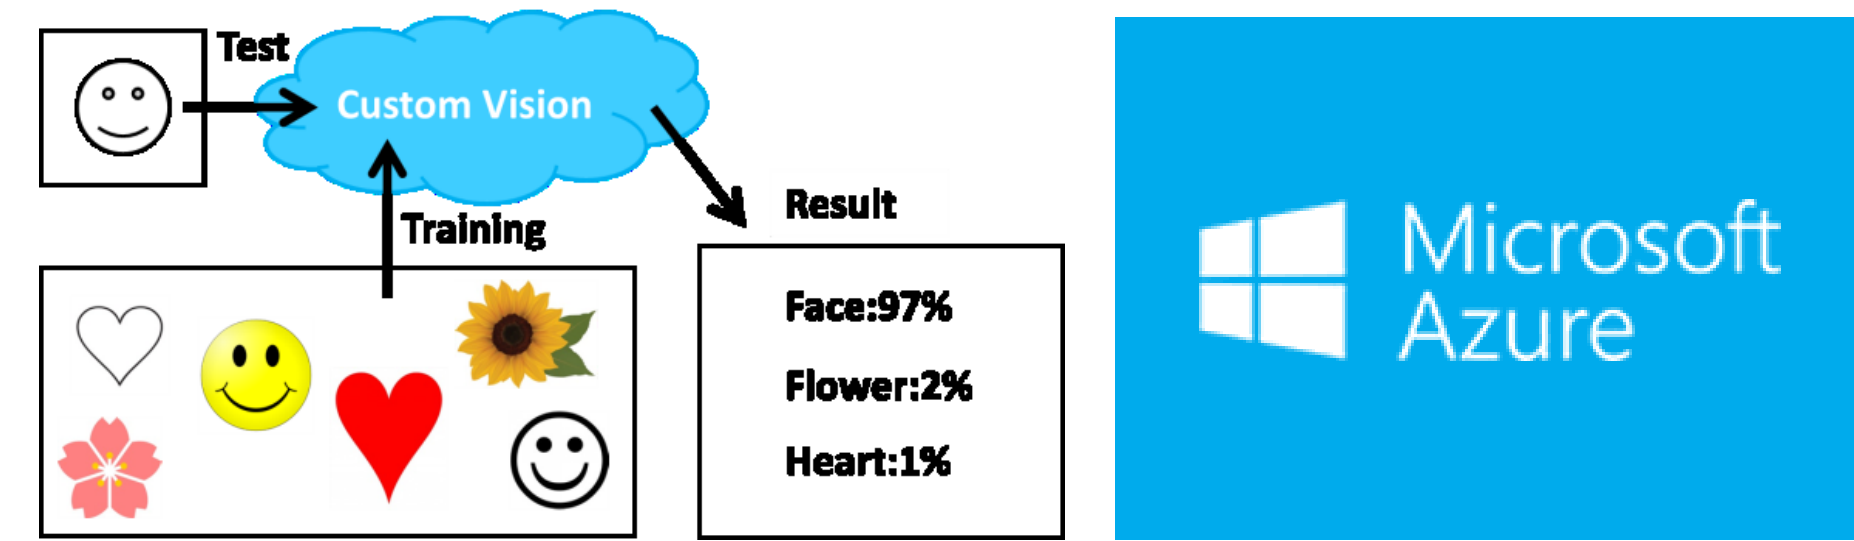 Test
Custom Vision
Training
Result
Face:97%
Flower:2%
Heart:1%
Microsoft
Azure